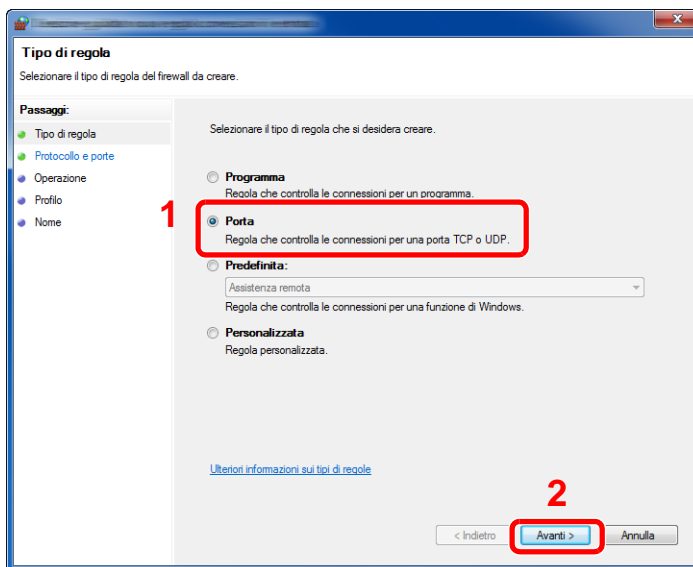 Tipo di regola
Selezionare il tipo di regola del firewall da creare.
Passaggi:
Tipo di regola
Protocollo e porte
Operazione
Profilo
Nome
Selezionare il tipo di regola che si desidera creare.
Programma
Regola che controlla le connessioni per un programma.
1
Porta
Regola che controlla le connessioni per una porta TCP o UDP.
Predefinita:
Assistenza remota
Regola che controlla le connessioni per una funzione di Windows.
Personalizzata
Regola personalizzata.
Ulteriori informazioni sui tipi di regole
2
< Indietro
Avanti >
Annulla